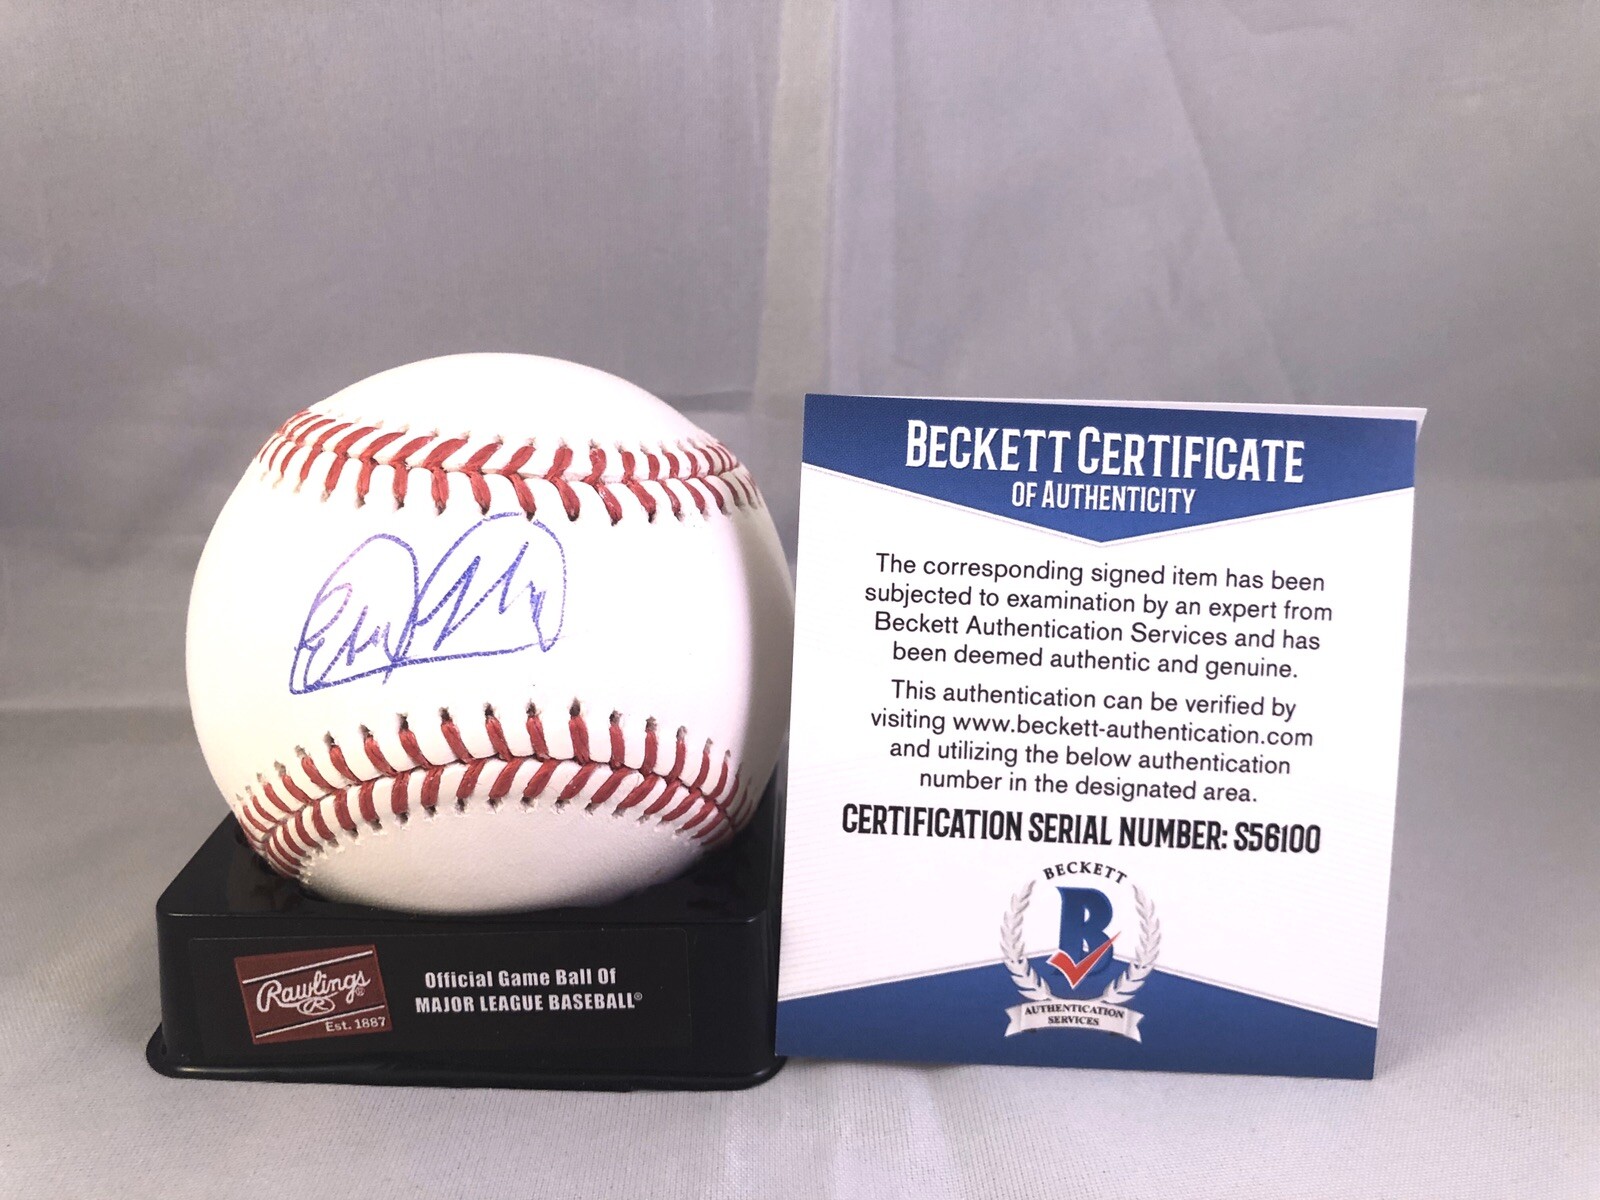 BECKETT CERTIFICATE
OF AUTHENTICITY
The corresponding signed item has been
subjected to examination by an expert from
Beckett Authentication Services and has
been deemed authentic and genuine.
This authentication can be verified by
visiting www.beckett-authentication.com
and utilizing the below authentication
number in the designated area.
CERTIFICATION SERIAL NUMBER: S56100
BECKETT
B
AUTHENTICATION
SERVICES
Rawlings®
R
Est. 1887
Official Game Ball Of
MAJOR LEAGUE BASEBALL®